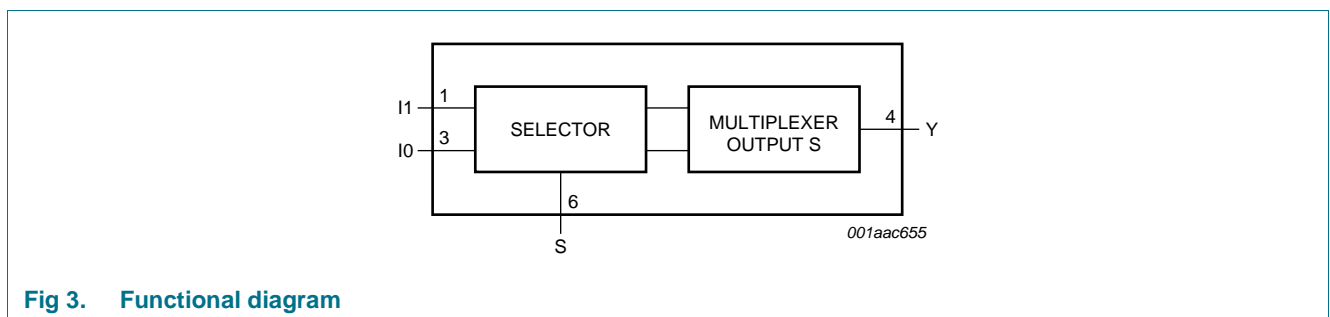 I1
1
I0
3
SELECTOR
MULTIPLEXER
OUTPUT S
4
Y
6
S
001aac655
Fig 3. Functional diagram